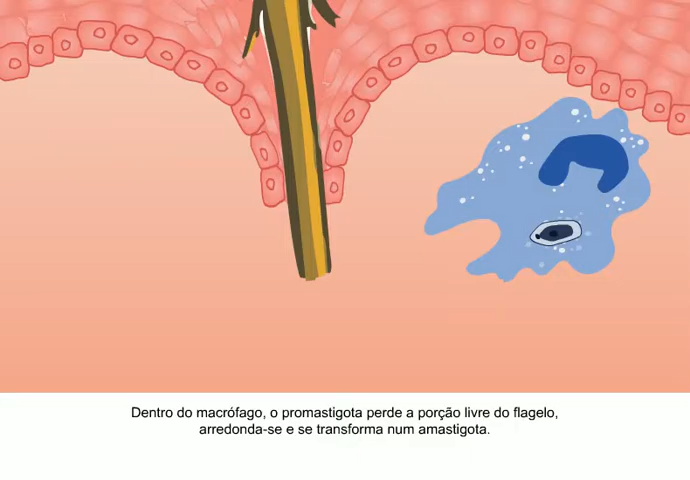 Dentro do macrófago, o promastigota perde a porção livre do flagelo,
arredonda-se e se transforma num amastigota.